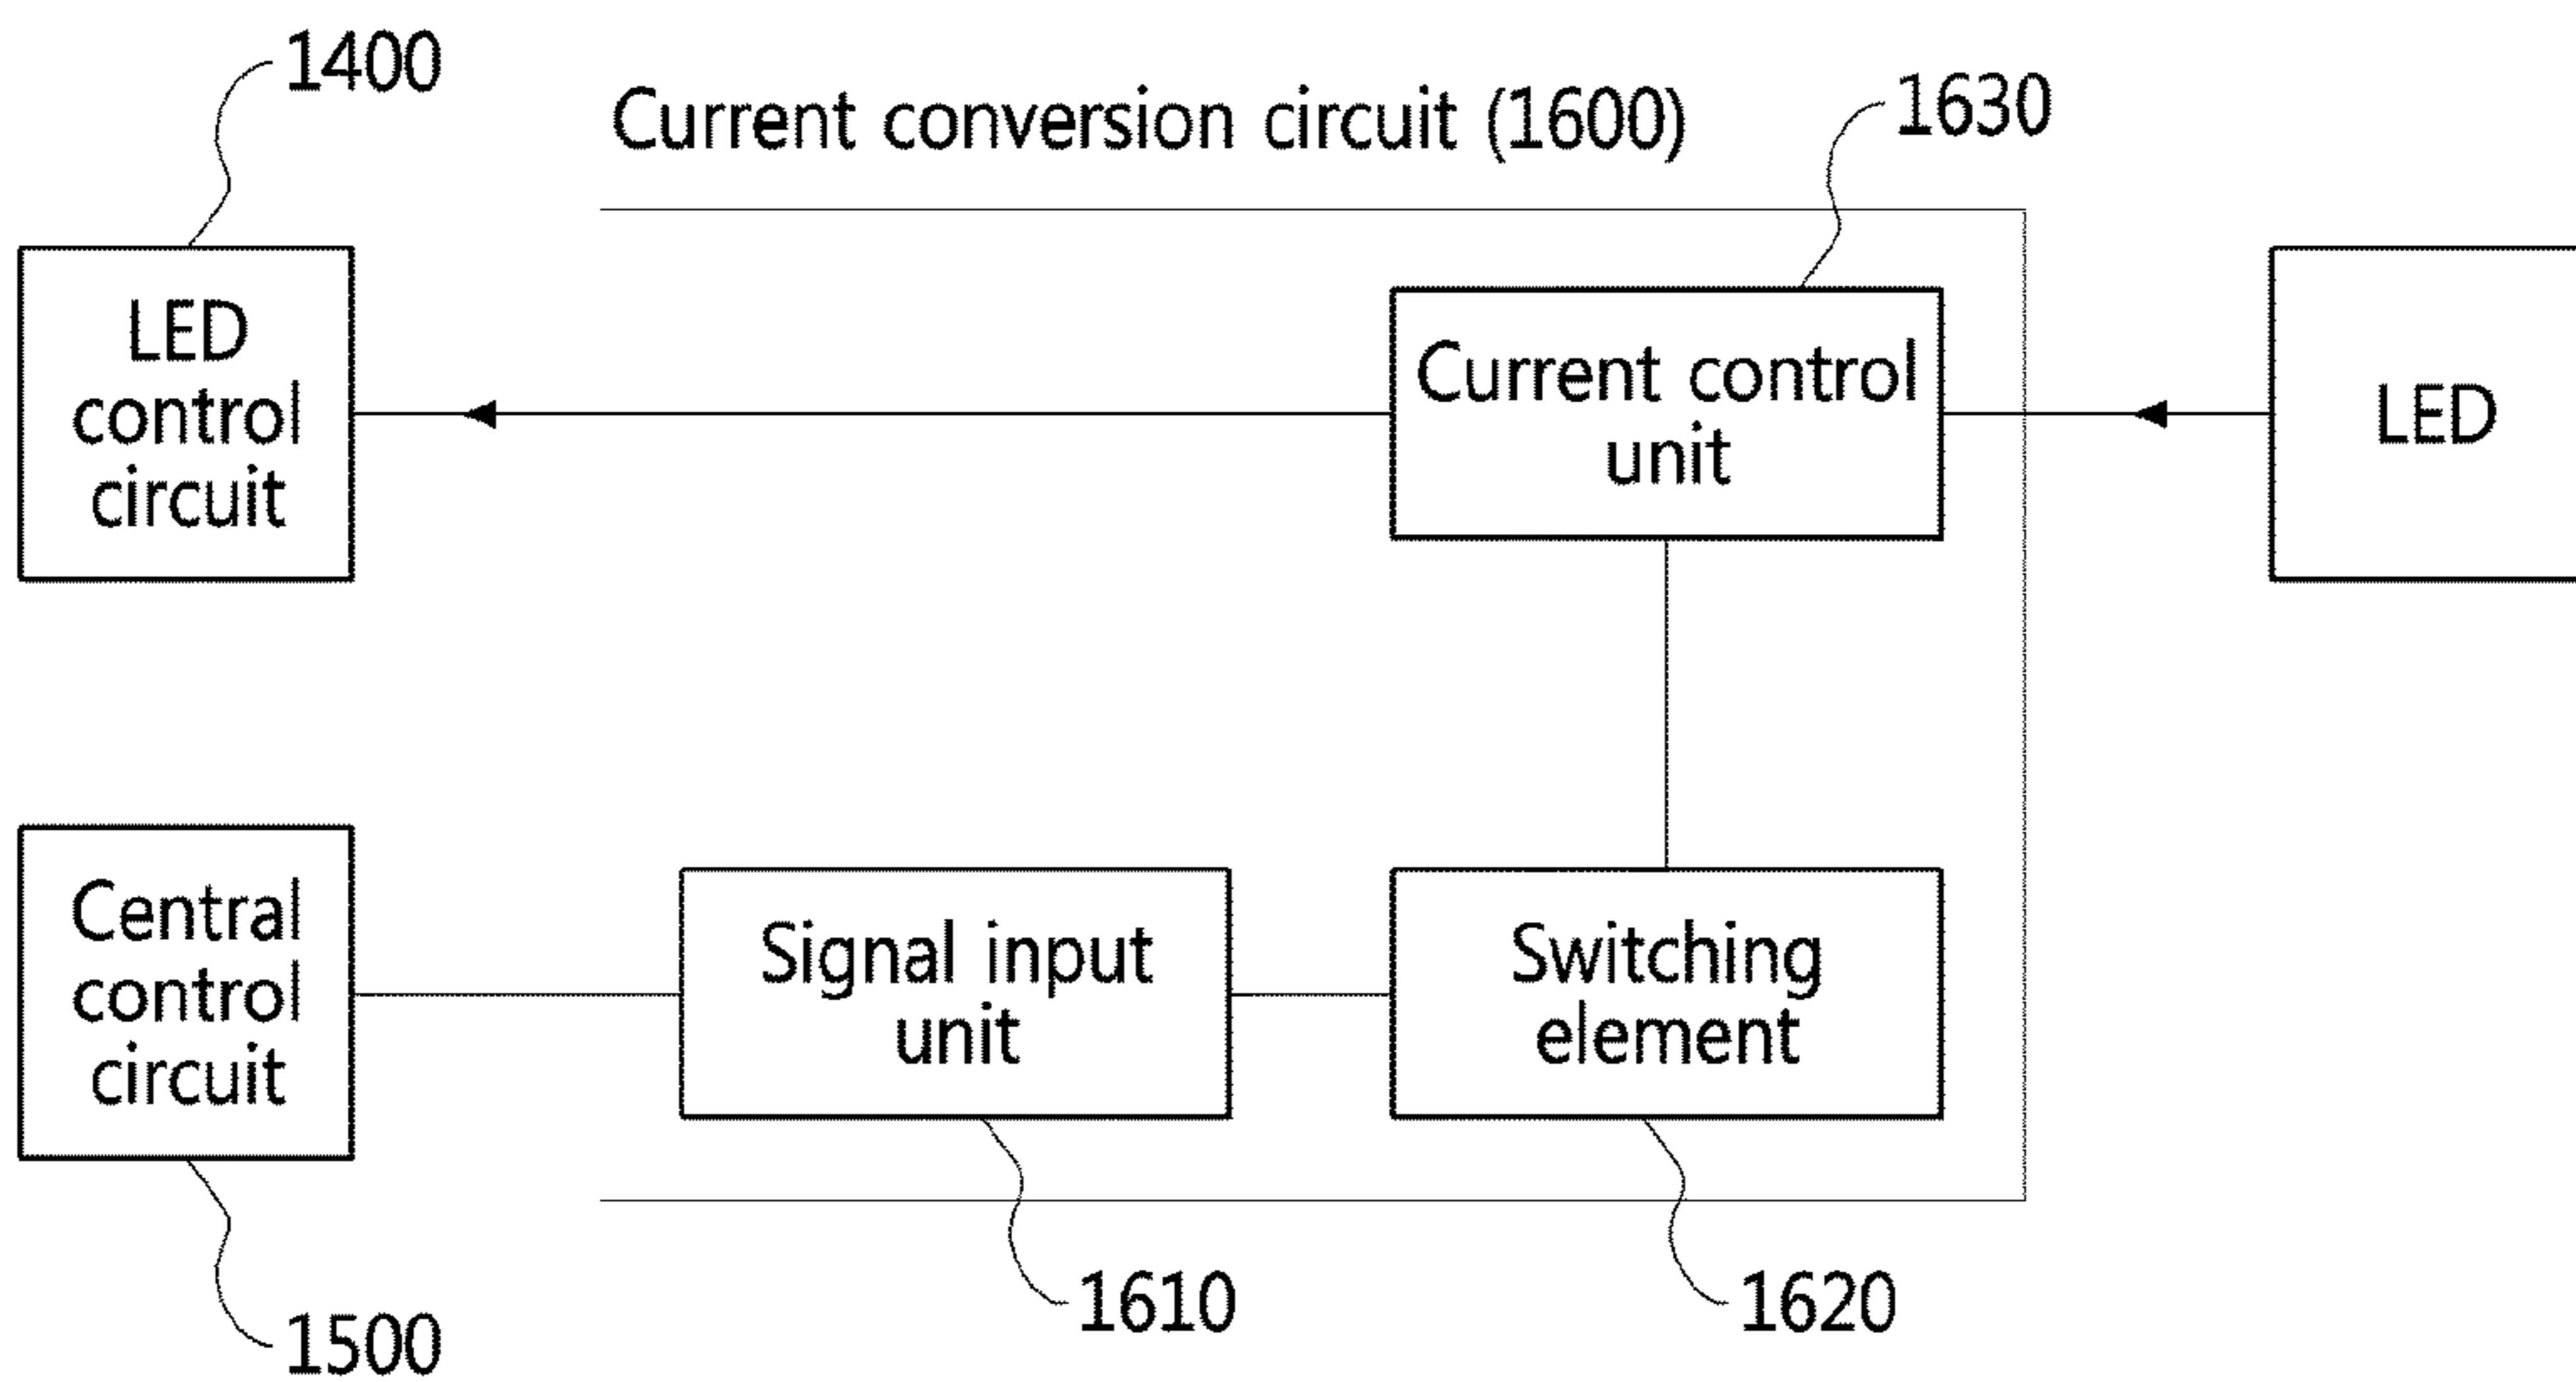 1400
Current conversion circuit (1600)
1630
LED
control
circuit
Current control
unit
LED
Central
control
circuit
Signal input
unit
Switching
element
1610
1620
1500